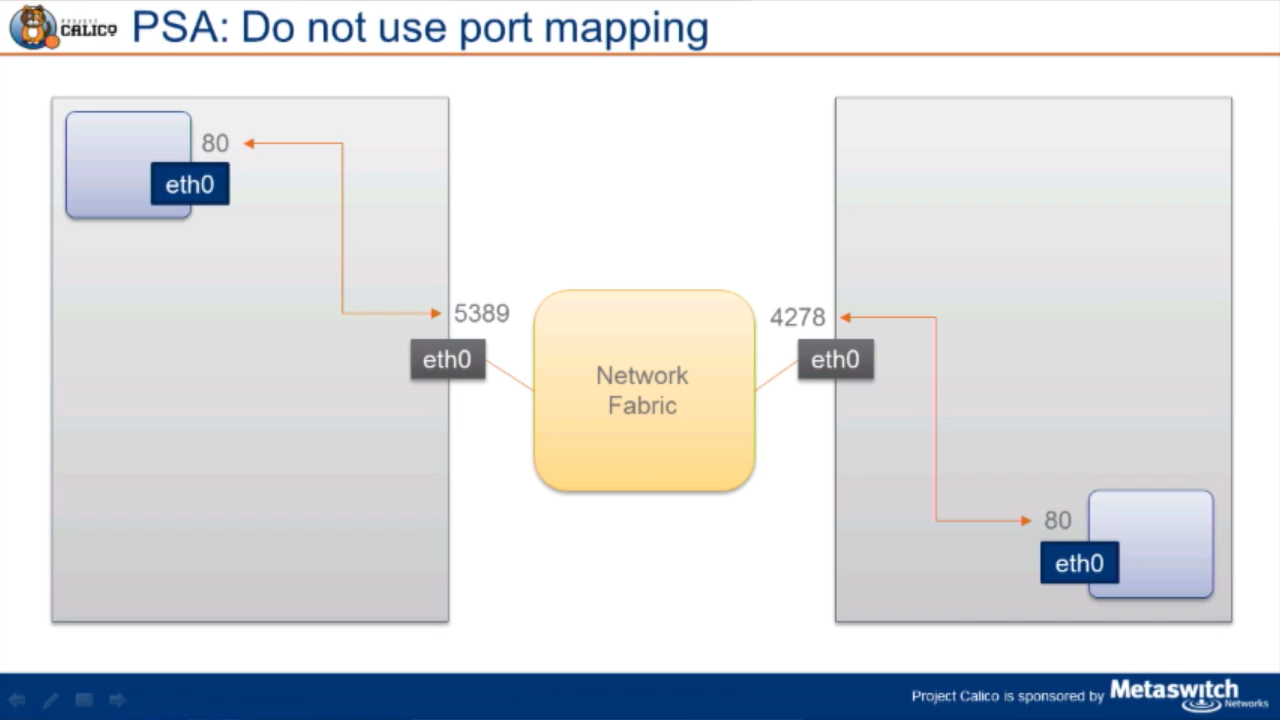 PROJECT
CALICO
PSA: Do not use port mapping
80
eth0
5389
eth0
Network
Fabric
4278
eth0
80
eth0
Project Calico is sponsored by Metaswitch
Networks